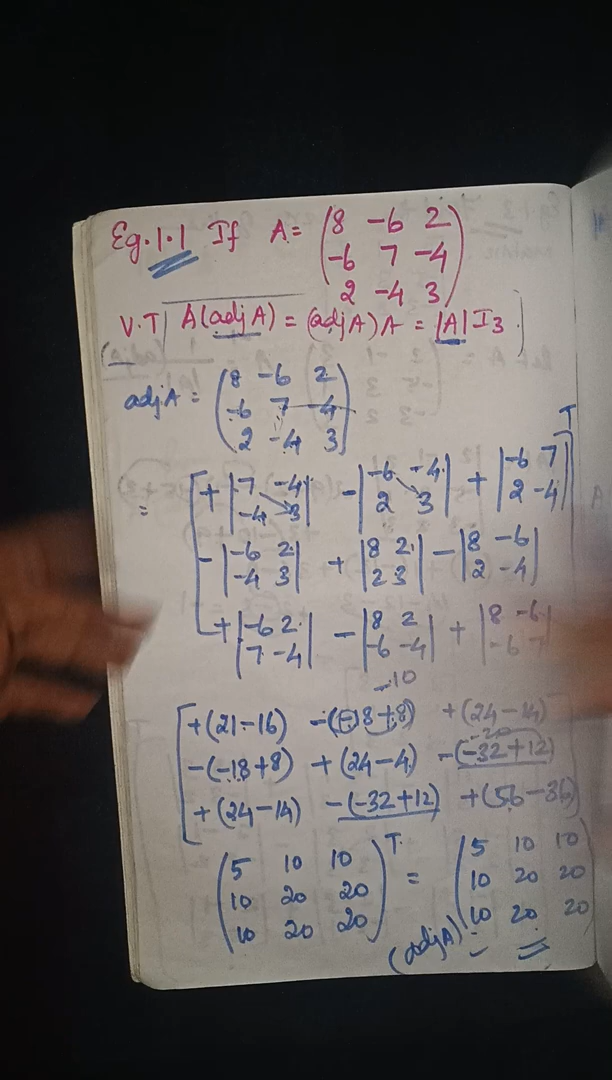 Eg.1.1 If A = (8 -6 2
-6 7 -4
2 -4 3)
V.T A(adjA) = (adjA)A = |A|I3
adjA = (8 -6 2
-6 7 -4
2 -4 3)
= [+|7 -4 -|-6 -4| +|-6 7| T
-4 3| 2 3 2 -4
-|-6 2| +|8 2| -|8 -6|
-4 3 2 3 2 -4
+|-6 2| -|8 2| +|8 -6|
7 -4 -6 -4 -6 7
-10
+(21-16) -(-18+8) +(24-14)
-20
-(-18+8) +(24-4) -(-32+12)
+(24-14) -(-32+12) +(56-36)
(5 10 10 )T = (5 10 10
10 20 20 10 20 20
10 20 20 10 20 20
(adjA)